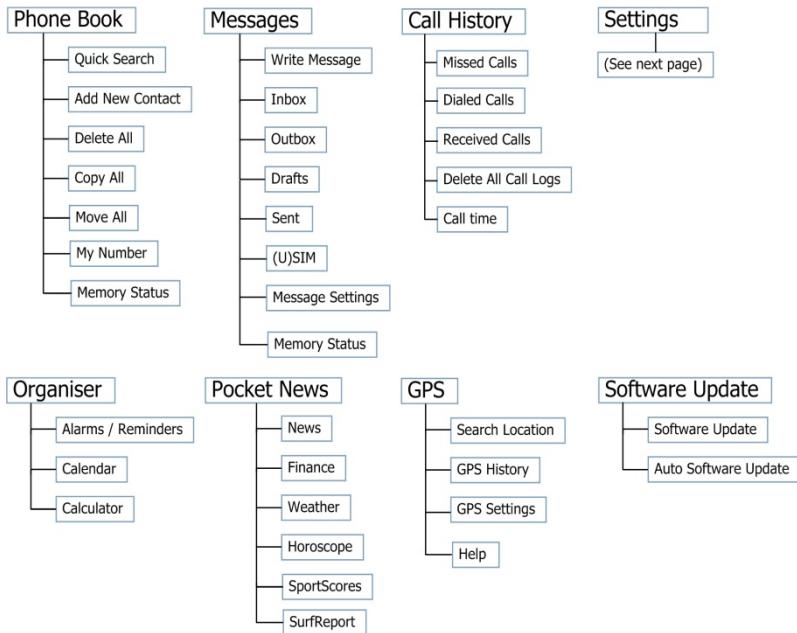 Phone Book
Quick Search
Add New Contact
Delete All
Copy All
Move All
My Number
Memory Status
Messages
Write Message
Inbox
Outbox
Drafts
Sent
(U)SIM
Message Settings
Memory Status
Call History
Missed Calls
Dialed Calls
Received Calls
Delete All Call Logs
Call time
Settings
(See next page)
Organiser
Alarms / Reminders
Calendar
Calculator
Pocket News
News
Finance
Weather
Horoscope
SportScores
SurfReport
GPS
Search Location
GPS History
GPS Settings
Help
Software Update
Software Update
Auto Software Update